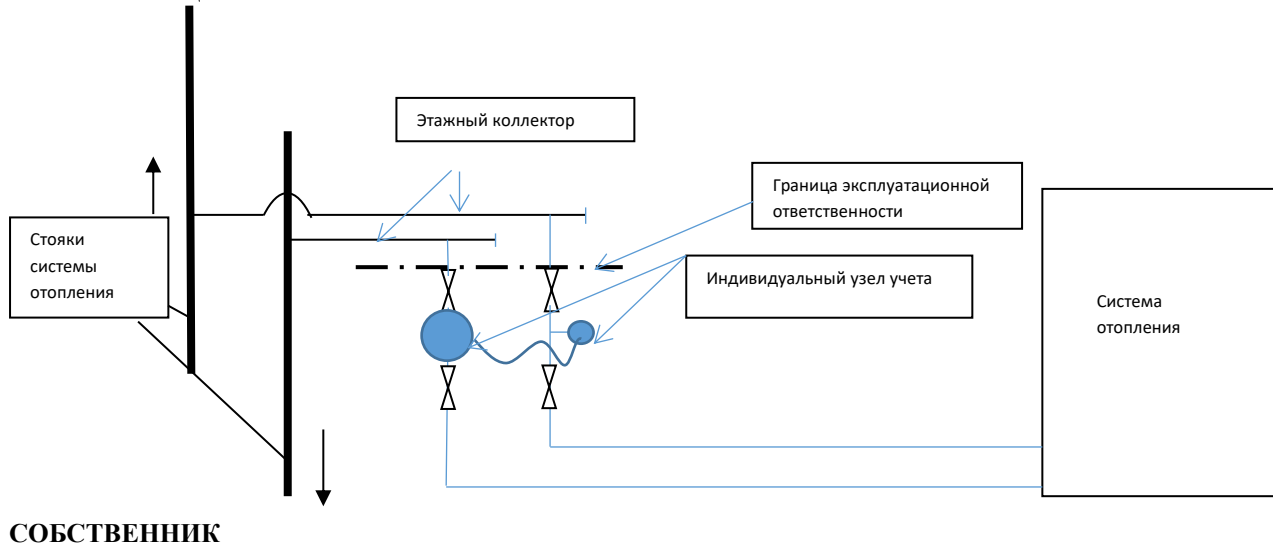 Этажный коллектор
Граница эксплуатационной
ответственности
Стояки
системы
отопления
Индивидуальный узел учета
Система
отопления
СОБСТВЕННИК